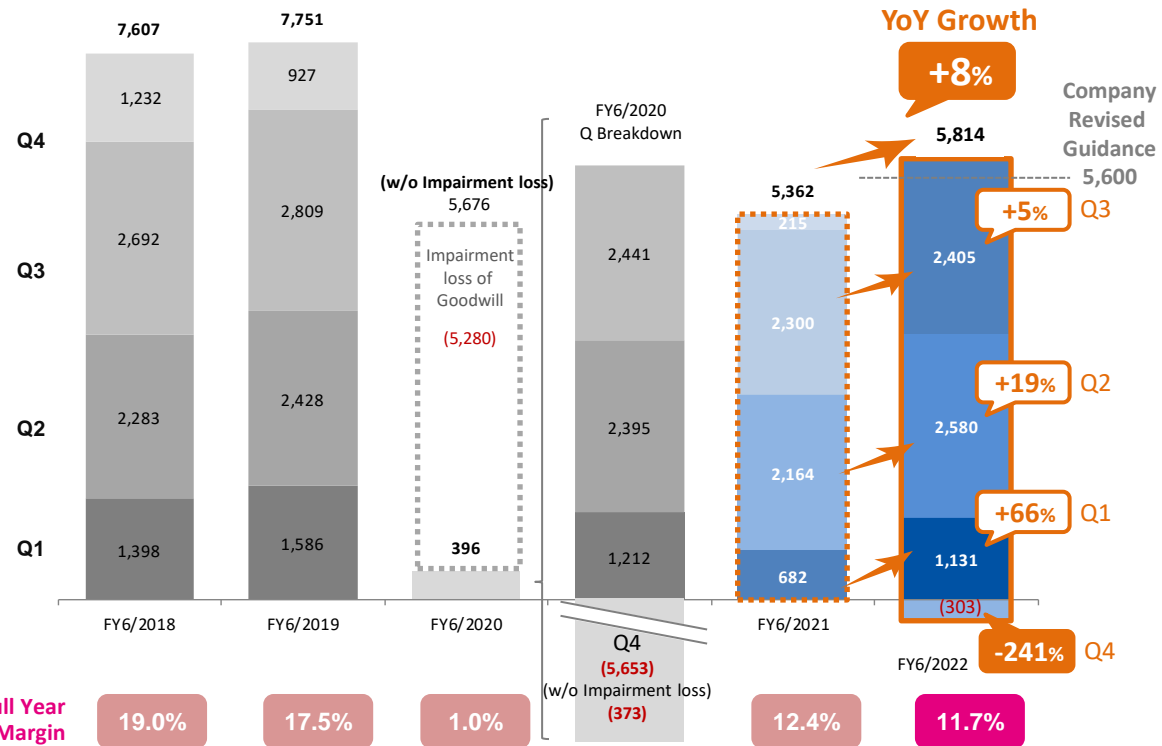 YoY Growth
+8%
Company
Revised
Guidance
5,600
7,607
7,751
FY6/2020
Q Breakdown
5,814
Q4
1,232
927
(w/o Impairment loss)
5,676
5,362
215
+5% Q3
Q3
2,692
2,809
Impairment
loss of
Goodwill
(5,280)
2,441
2,300
2,405
Q2
2,283
2,428
2,395
2,164
2,580
+19% Q2
Q1
1,398
1,586
396
1,212
682
1,131
+66% Q1
(303)
FY6/2018
FY6/2019
FY6/2020
FY6/2021
FY6/2022
-241% Q4
Q4
(5,653)
(w/o Impairment loss)
(373)
Year
Margin
19.0%
17.5%
1.0%
12.4%
11.7%